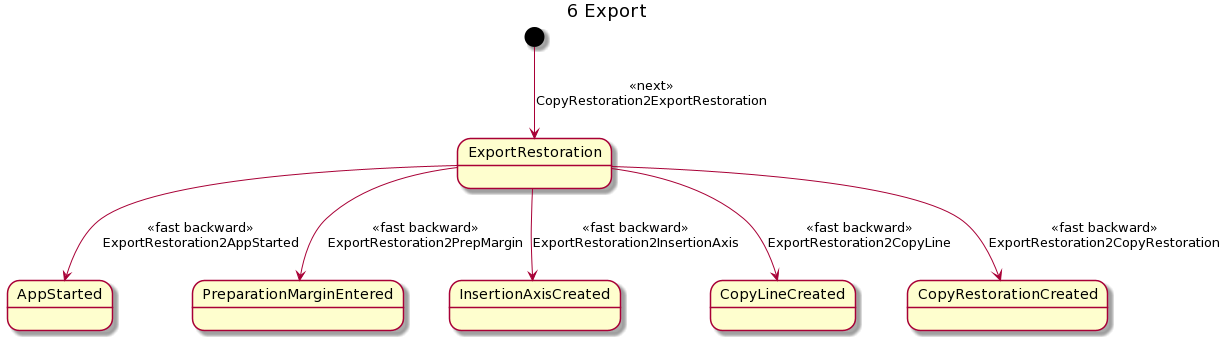 6 Export
«next»
CopyRestoration2ExportRestoration
ExportRestoration
«fast backward»
ExportRestoration2AppStarted
«fast backward»
ExportRestoration2PrepMargin
«fast backward»
ExportRestoration2InsertionAxis
«fast backward»
ExportRestoration2CopyLine
«fast backward»
ExportRestoration2CopyRestoration
AppStarted
PreparationMarginEntered
InsertionAxisCreated
CopyLineCreated
CopyRestorationCreated